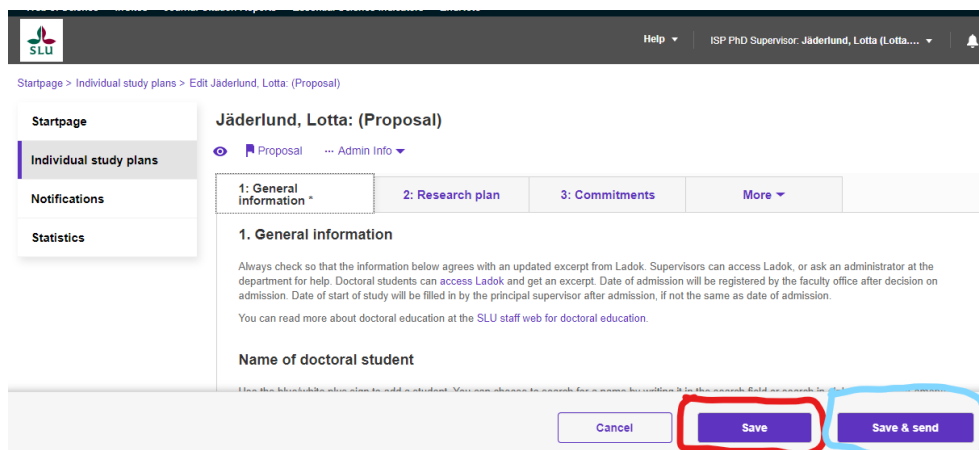 SLU
Help
ISP PhD Supervisor: Jäderlund, Lotta (Lotta....
Startpage > Individual study plans > Edit Jäderlund, Lotta: (Proposal)
Startpage
Individual study plans
Notifications
Statistics
Jäderlund, Lotta: (Proposal)
Proposal ··· Admin Info
1: General
information *
2: Research plan
3: Commitments
More
1. General information
Always check so that the information below agrees with an updated excerpt from Ladok. Supervisors can access Ladok, or ask an administrator at the
department for help. Doctoral students can access Ladok and get an excerpt. Date of admission will be registered by the faculty office after decision on
admission. Date of start of study will be filled in by the principal supervisor after admission, if not the same as date of admission.
You can read more about doctoral education at the SLU staff web for doctoral education.
Name of doctoral student
Cancel
Save
Save & send